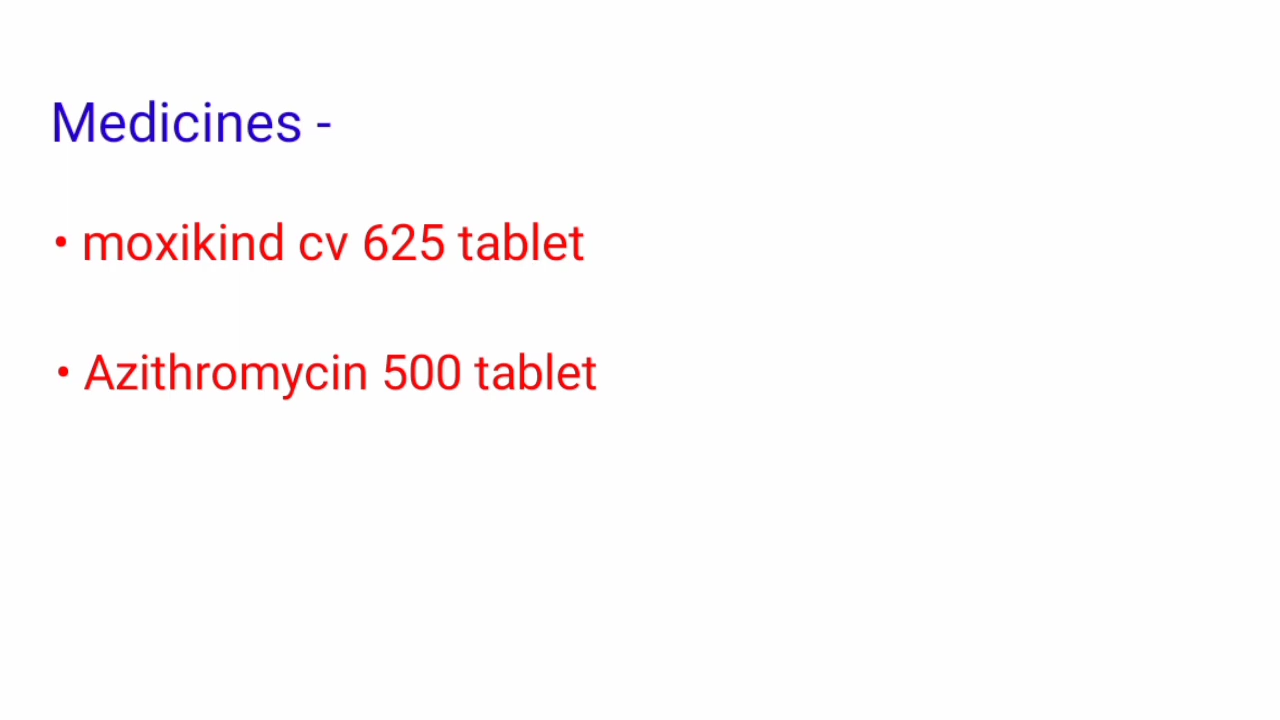 Medicines -
• moxikind cv 625 tablet
• Azithromycin 500 tablet